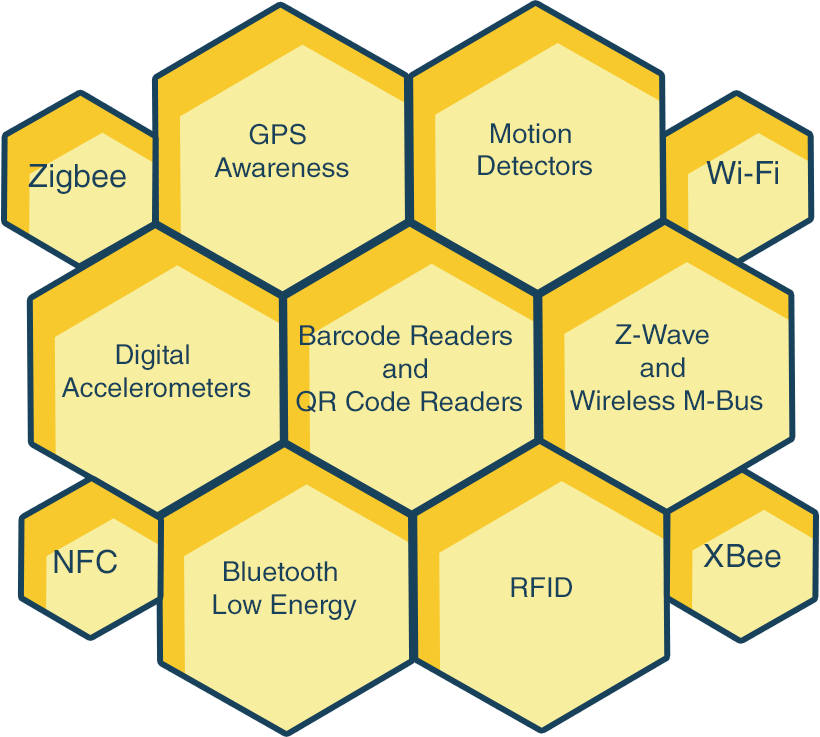 GPS
Awareness
Motion
Detectors
Zigbee
Wi-Fi
Digital
Accelerometers
Barcode Readers
and
QR Code Readers
Z-Wave
and
Wireless M-Bus
NFC
Bluetooth
Low Energy
RFID
XBee